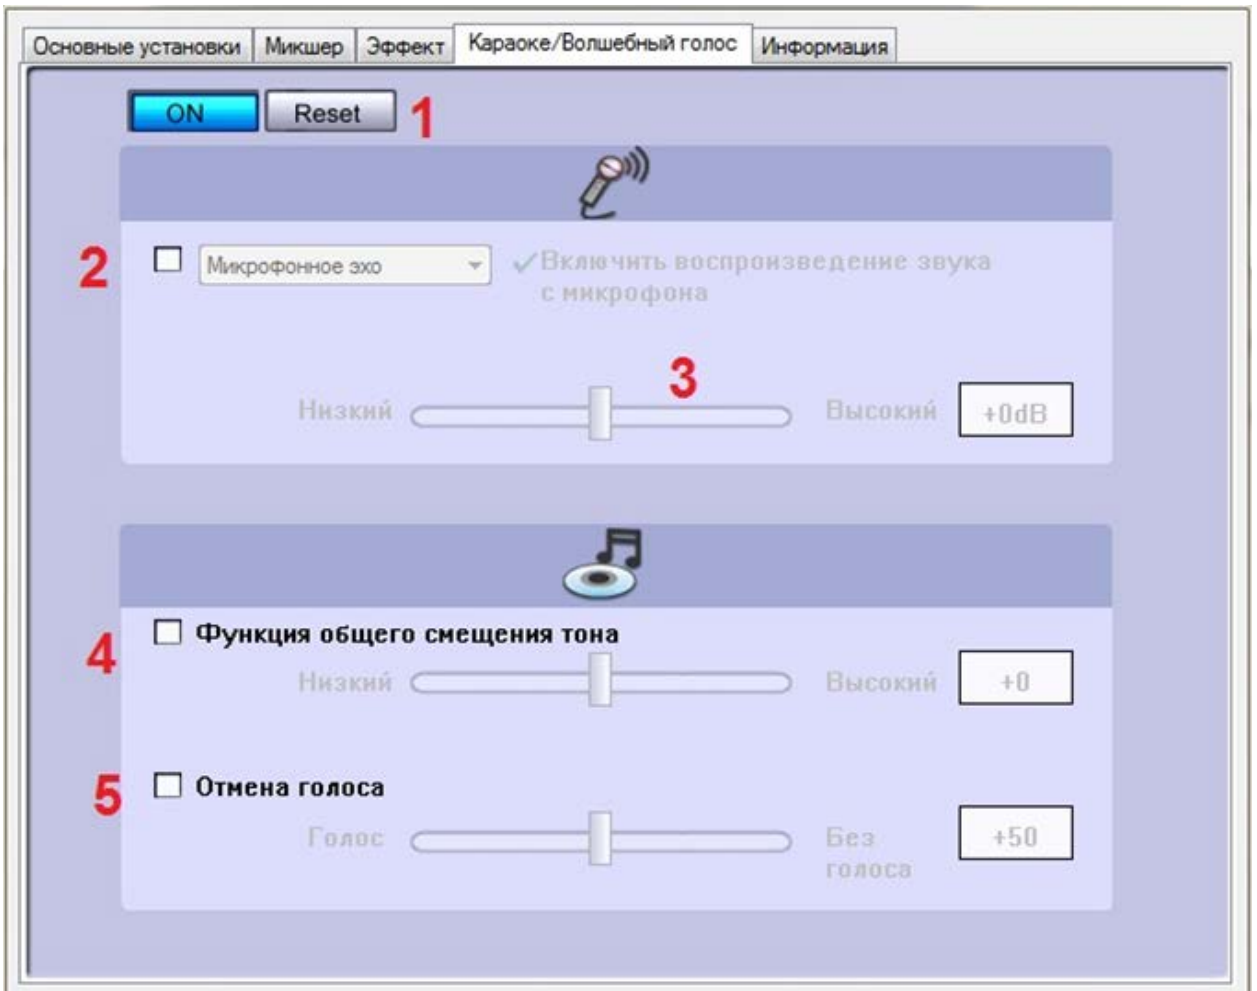 Основные установки Микшер Эффект Караоке/Волшебный голос Информация
ON Reset 1
2 Микрофонное эхо Включить воспроизведение звука
с микрофона
3
Низкий Высокий +0dB
Функция общего смещения тона
4
Низкий Высокий +0
5 Отмена голоса
Голос Без +50
голоса